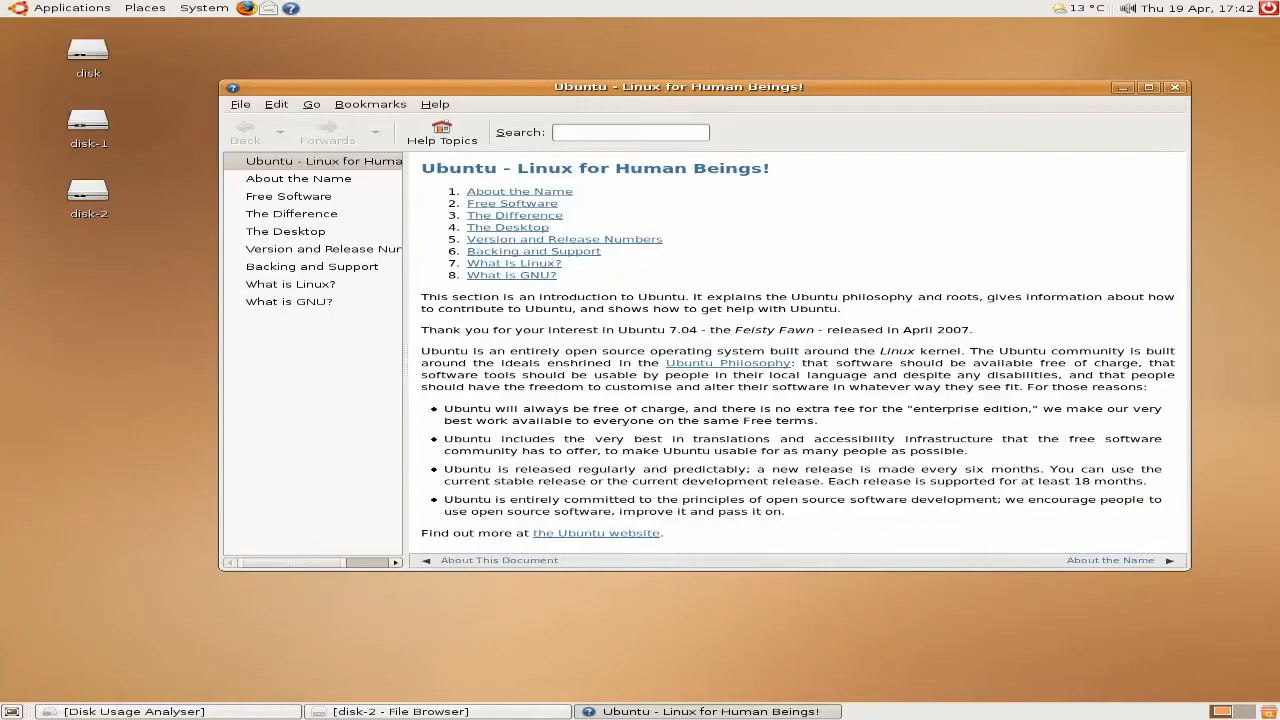 Applications Places System 13 °C Thu 19 Apr, 17:42
disk
disk-1
disk-2
Ubuntu - Linux for Human Beings!
File Edit Go Bookmarks Help
Back Forwards Help Topics Search:
Ubuntu - Linux for Huma
About the Name
Free Software
The Difference
The Desktop
Version and Release Nur
Backing and Support
What is Linux?
What is GNU?
Ubuntu - Linux for Human Beings!
1. About the Name
2. Free Software
3. The Difference
4. The Desktop
5. Version and Release Numbers
6. Backing and Support
7. What is Linux?
8. What is GNU?
This section is an introduction to Ubuntu. It explains the Ubuntu philosophy and roots, gives information about how
to contribute to Ubuntu, and shows how to get help with Ubuntu.
Thank you for your interest in Ubuntu 7.04 - the Feisty Fawn - released in April 2007.
Ubuntu is an entirely open source operating system built around the Linux kernel. The Ubuntu community is built
around the ideals enshrined in the Ubuntu Philosophy: that software should be available free of charge, that
software tools should be usable by people in their local language and despite any disabilities, and that people
should have the freedom to customise and alter their software in whatever way they see fit. For those reasons:
Ubuntu will always be free of charge, and there is no extra fee for the "enterprise edition," we make our very
best work available to everyone on the same Free terms.
Ubuntu includes the very best in translations and accessibility infrastructure that the free software
community has to offer, to make Ubuntu usable for as many people as possible.
Ubuntu is released regularly and predictably; a new release is made every six months. You can use the
current stable release or the current development release. Each release is supported for at least 18 months.
Ubuntu is entirely committed to the principles of open source software development; we encourage people to
use open source software, improve it and pass it on.
Find out more at the Ubuntu website.
About This Document About the Name
[Disk Usage Analyser] [disk-2 - File Browser] Ubuntu - Linux for Human Beings!